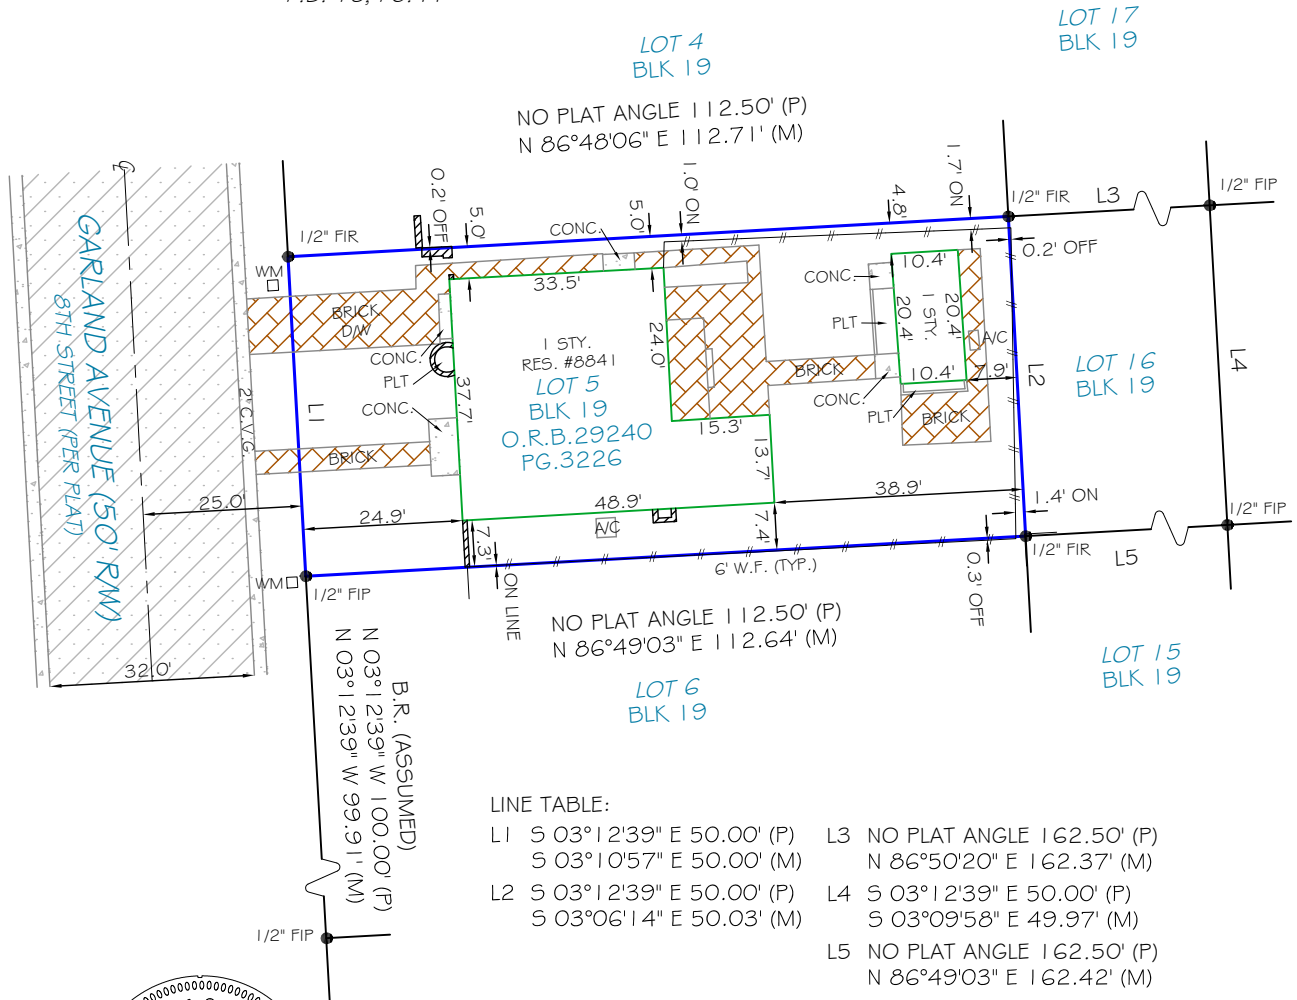 LOT 17
BLK 19
LOT 4
BLK 19
NO PLAT ANGLE 112.50' (P)
N 86°48'06" E 112.71' (M)
1/2" FIR
0.2' OFF
5.0'
CONC.
5.0'
1.0' ON
4.8'
1.7' ON
1/2" FIR
L3
1/2" FIP
0.2' OFF
WM
GARLAND AVENUE (50' R/W)
8TH STREET (PER PLAT)
2' C.V.G.
BRICK
D/W
CONC.
PLT
CONC.
L1
BRICK
33.5'
1 STY.
RES. #8841
LOT 5
BLK 19
O.R.B.29240
PG.3226
37.7'
24.0'
15.3'
13.7'
48.9'
A/C
7.3'
7.4'
CONC.
PLT
BRICK
CONC.
PLT
10.4'
20.4'
1 STY.
20.4'
10.4'
A/C
7.9'
BRICK
L2
LOT 16
BLK 19
L4
25.0'
24.9'
38.9'
1.4' ON
1/2" FIP
1/2" FIR
L5
WM
1/2" FIP
ON LINE
6' W.F. (TYP.)
0.3' OFF
32.0'
NO PLAT ANGLE 112.50' (P)
N 86°49'03" E 112.64' (M)
LOT 6
BLK 19
LOT 15
BLK 19
B.R. (ASSUMED)
N 03°12'39" W 100.00' (P)
N 03°12'39" W 99.91' (M)
1/2" FIP
LINE TABLE:
L1 S 03°12'39" E 50.00' (P)
S 03°10'57" E 50.00' (M)
L2 S 03°12'39" E 50.00' (P)
S 03°06'14" E 50.03' (M)
L3 NO PLAT ANGLE 162.50' (P)
N 86°50'20" E 162.37' (M)
L4 S 03°12'39" E 50.00' (P)
S 03°09'58" E 49.97' (M)
L5 NO PLAT ANGLE 162.50' (P)
N 86°49'03" E 162.42' (M)